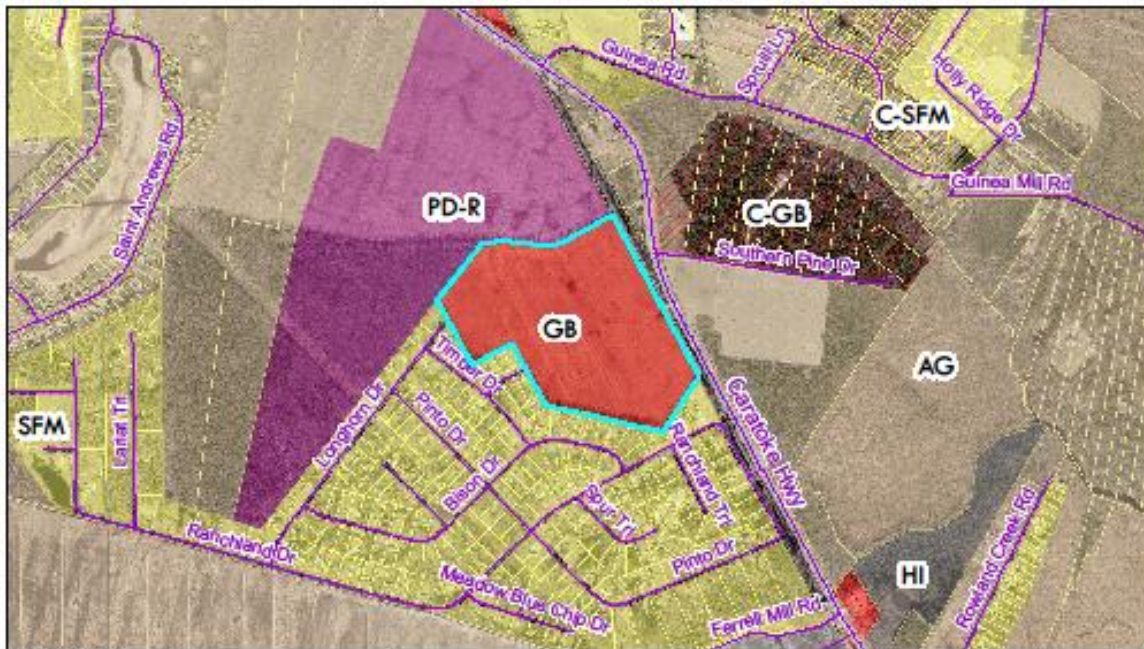 Guinea Rd
Spruill Ln
Holly Ridge Dr
C-SFM
Saint Andrews Rd
Guinea Mill Rd
PD-R
C-GB
Southern Pine Dr
GB
Timber Dr
AG
Caratoke Hwy
SFM
Lariat Trl
Longhorn Dr
Pinto Dr
Ranchland Trl
Bison Dr
Spur Trl
Rowland Creek Rd
Ranchland Dr
Pinto Dr
HI
Meadow Blue Chip Dr
Ferrell Mill Rd